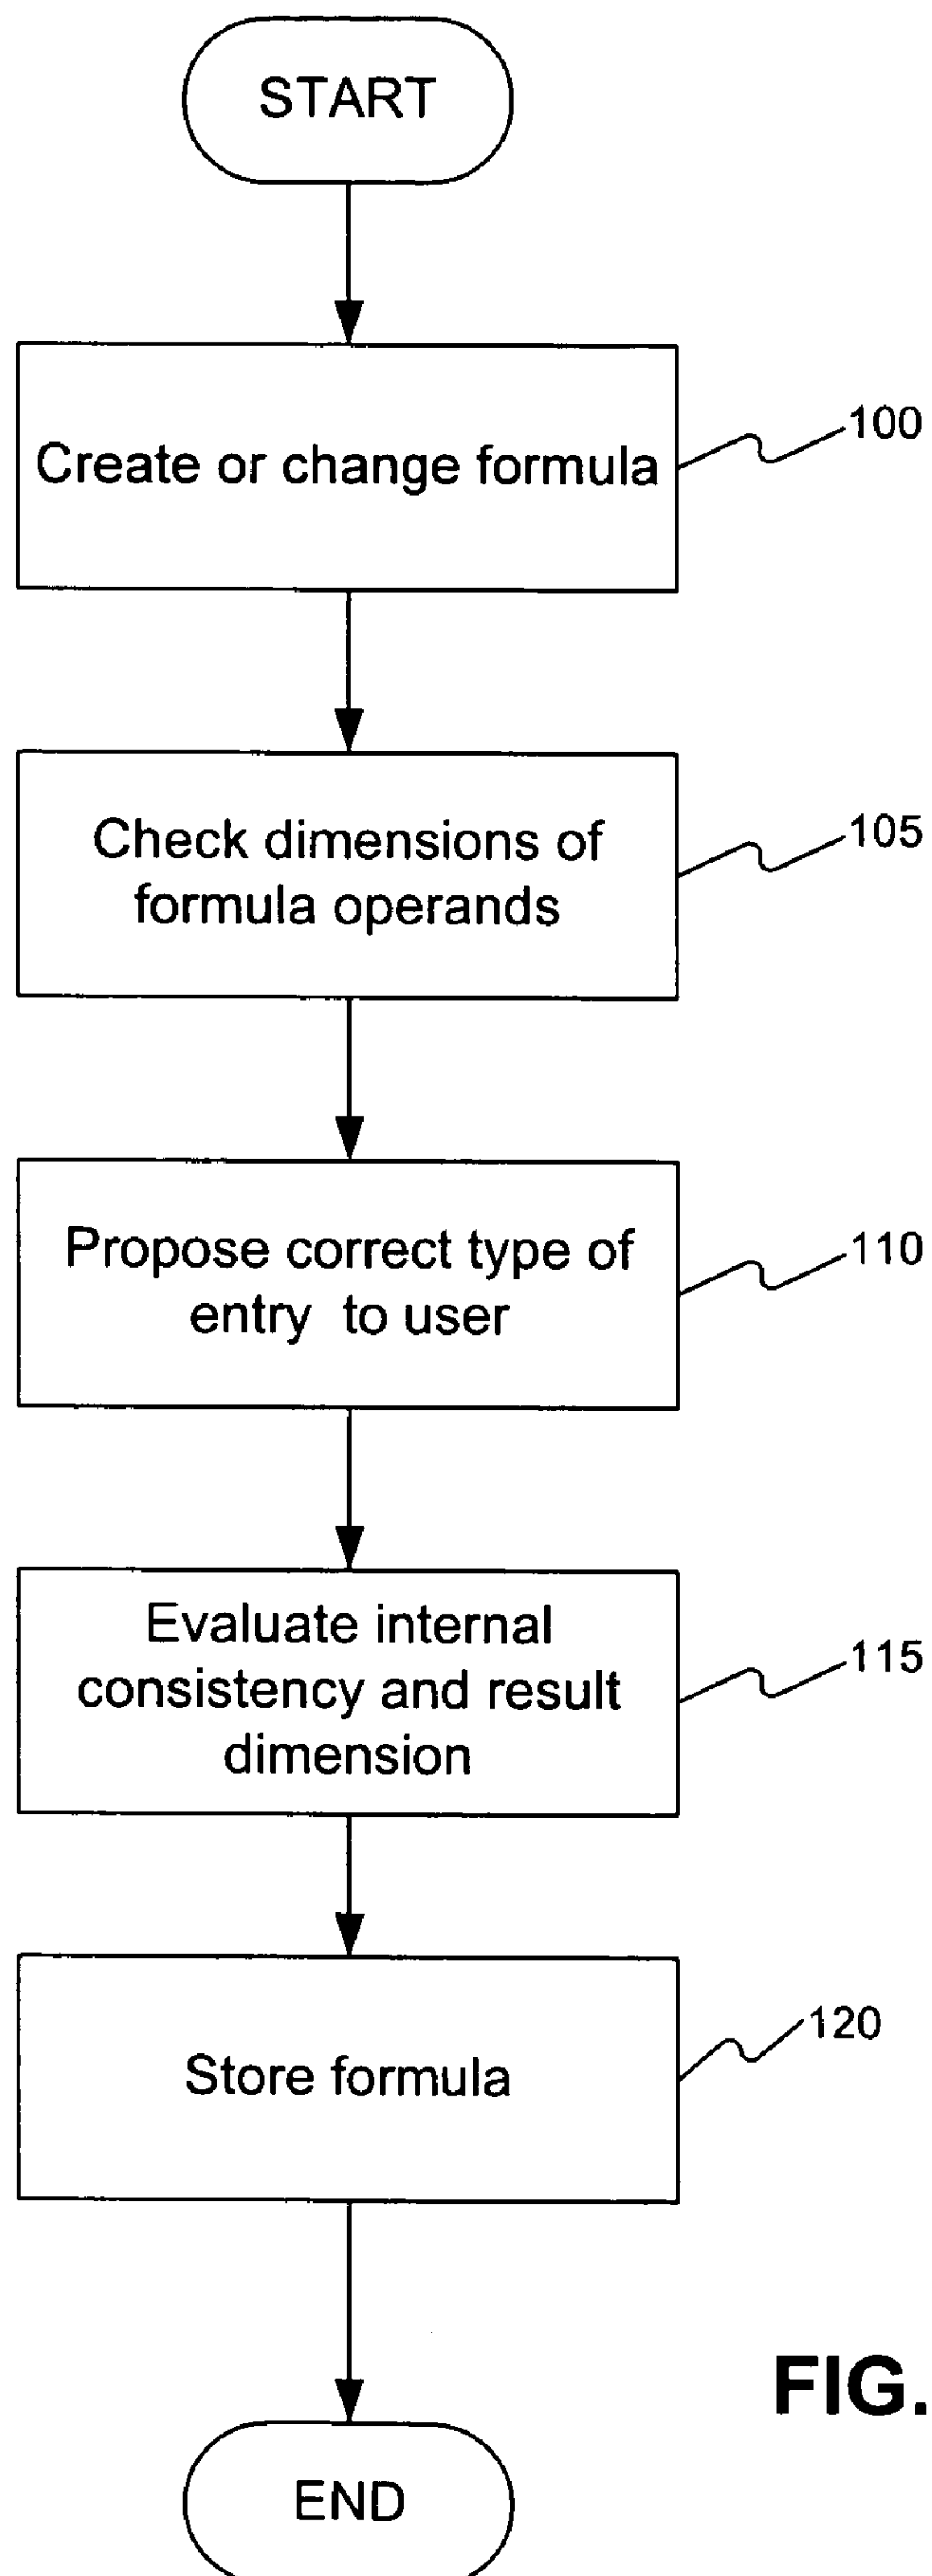 START
Create or change formula
100
Check dimensions of
formula operands
105
Propose correct type of
entry to user
110
Evaluate internal
consistency and result
dimension
115
Store formula
120
FIG.
END